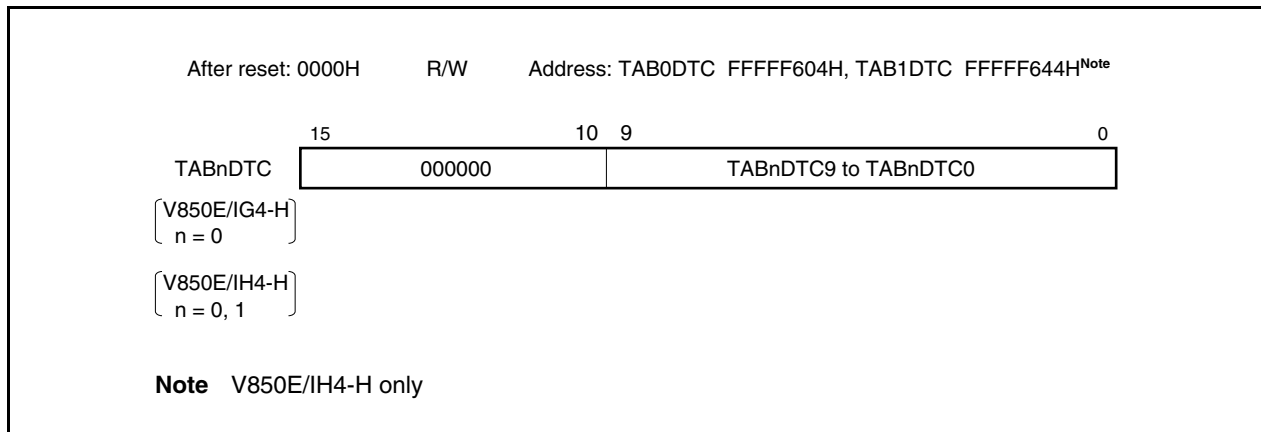 After reset: 0000H R/W Address: TAB0DTC FFFFF604H, TAB1DTC FFFFF644HNote
15 10 9 0
TABnDTC 000000 TABnDTC9 to TABnDTC0
V850E/IG4-H
n = 0
V850E/IH4-H
n = 0, 1
Note V850E/IH4-H only